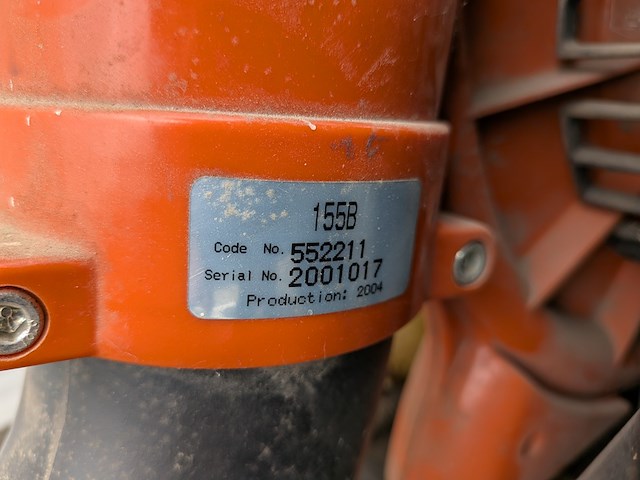 155B
Code No. 552211
Serial No. 2001017
Production: 2004